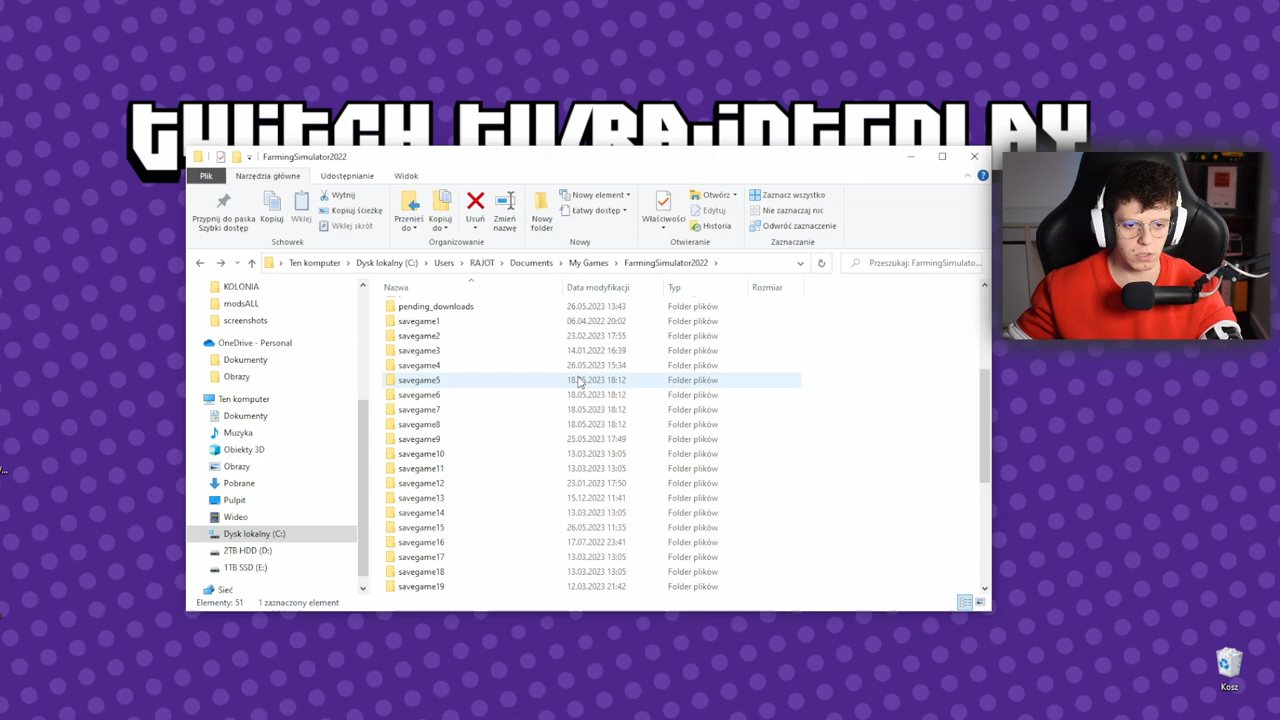 twitch.tv/RAJOTEPLAY
FarmingSimulator2022
Plik
Narzędzia główne
Udostępnianie
Widok
Przypnij do paska
Szybki dostęp
Kopiuj
Wklej
Wytnij
Kopiuj ścieżkę
Wklej skrót
Schowek
Przenieś
do
Kopiuj
do
Usuń
Zmień
nazwę
Organizowanie
Nowy
folder
Nowy element
Łatwy dostęp
Nowy
Właściwości
Otwórz
Edytuj
Historia
Otwieranie
Zaznacz wszystko
Nie zaznaczaj nic
Odwróć zaznaczenie
Zaznaczanie
Ten komputer > Dysk lokalny (C:) > Users > RAJOT > Documents > My Games > FarmingSimulator2022 >
Przeszukaj: FarmingSimulato...
KOLONIA
modsALL
screenshots
OneDrive - Personal
Dokumenty
Obrazy
Ten komputer
Dokumenty
Muzyka
Obiekty 3D
Obrazy
Pobrane
Pulpit
Wideo
Dysk lokalny (C:)
2TB HDD (D:)
1TB SSD (E:)
Sieć
Nazwa Data modyfikacji Typ Rozmiar
pending_downloads 26.05.2023 13:43 Folder plików
savegame1 06.04.2022 20:02 Folder plików
savegame2 23.02.2023 17:55 Folder plików
savegame3 14.01.2022 16:39 Folder plików
savegame4 26.05.2023 15:34 Folder plików
savegame5 18.05.2023 18:12 Folder plików
savegame6 18.05.2023 18:12 Folder plików
savegame7 18.05.2023 18:12 Folder plików
savegame8 18.05.2023 18:12 Folder plików
savegame9 25.05.2023 17:49 Folder plików
savegame10 13.03.2023 13:05 Folder plików
savegame11 13.03.2023 13:05 Folder plików
savegame12 23.01.2023 17:50 Folder plików
savegame13 15.12.2022 11:41 Folder plików
savegame14 13.03.2023 13:05 Folder plików
savegame15 26.05.2023 11:35 Folder plików
savegame16 17.07.2022 23:41 Folder plików
savegame17 13.03.2023 13:05 Folder plików
savegame18 13.03.2023 13:05 Folder plików
savegame19 12.03.2023 21:42 Folder plików
Elementy: 51 1 zaznaczony element
Kosz